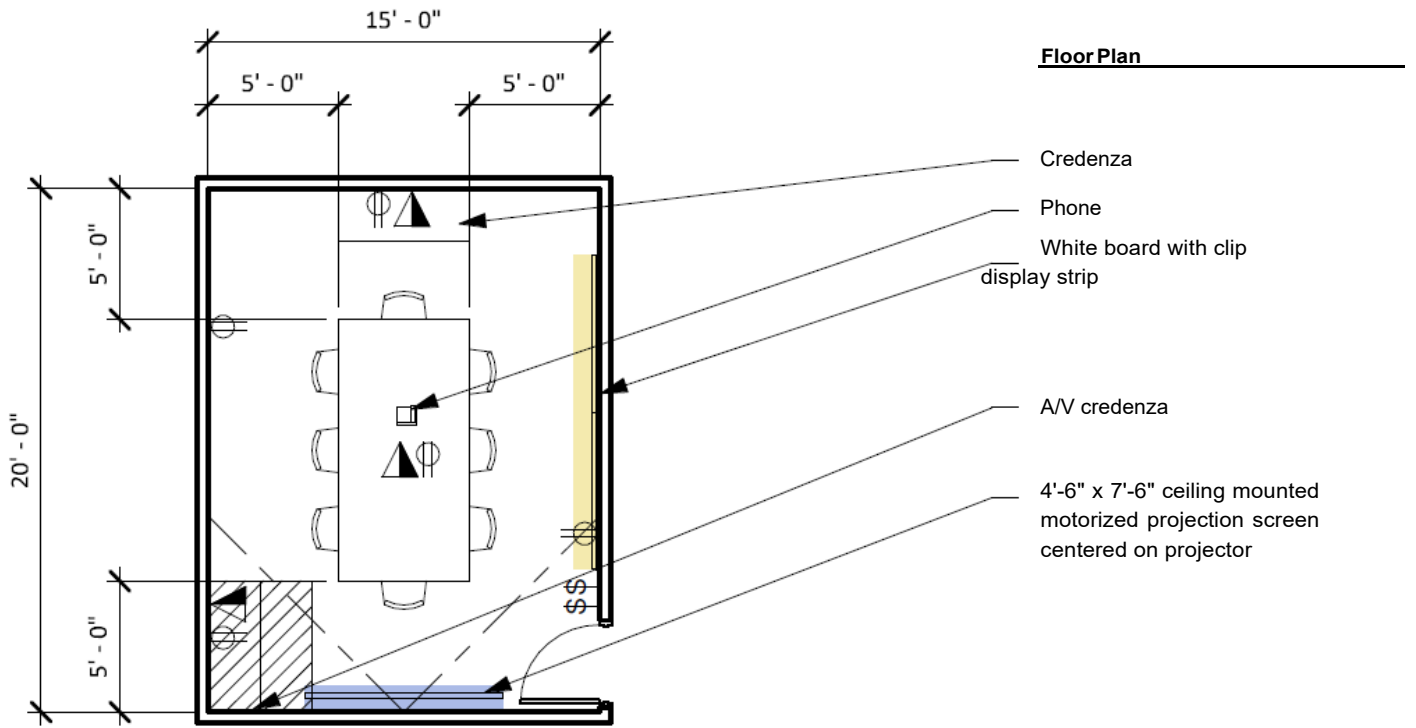 15' - 0"
Floor Plan
5' - 0"
5' - 0"
Credenza
Phone
White board with clip
display strip
5' - 0"
20' - 0"
A/V credenza
4'-6" x 7'-6" ceiling mounted
motorized projection screen
centered on projector
$$
5' - 0"